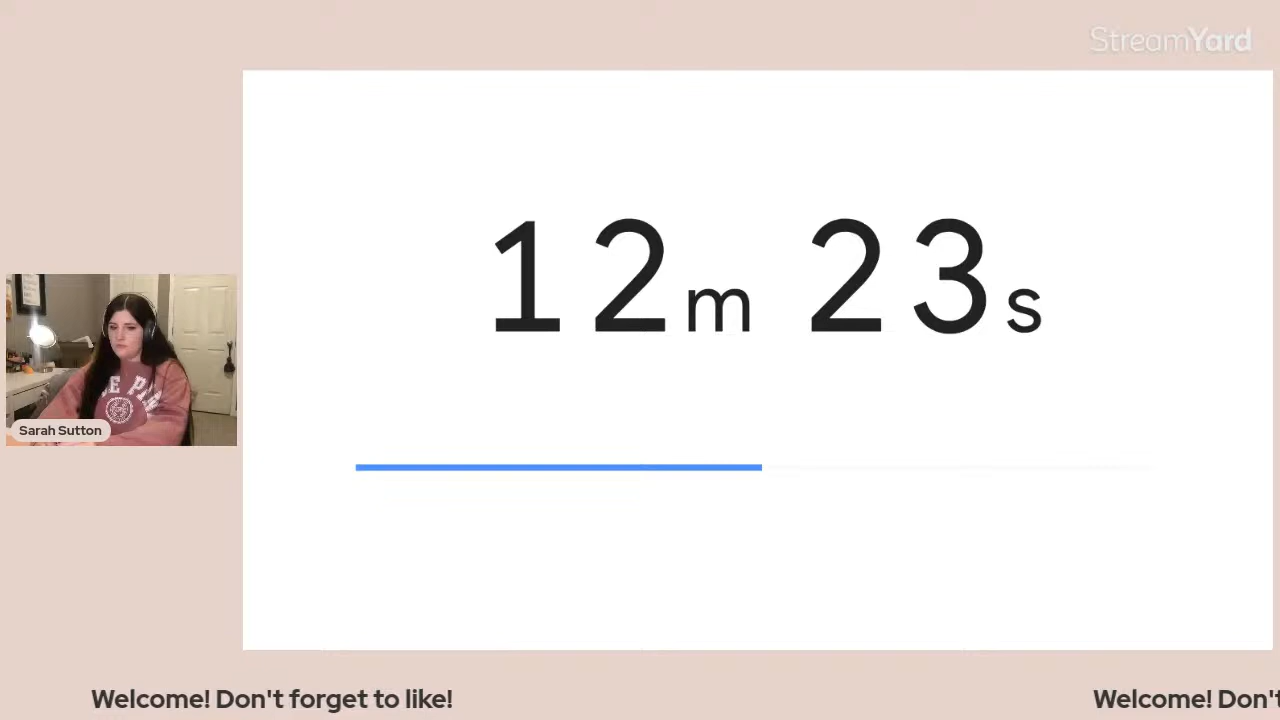 StreamYard
12m 23s
Sarah Sutton
Welcome! Don't forget to like!
Welcome! Don't